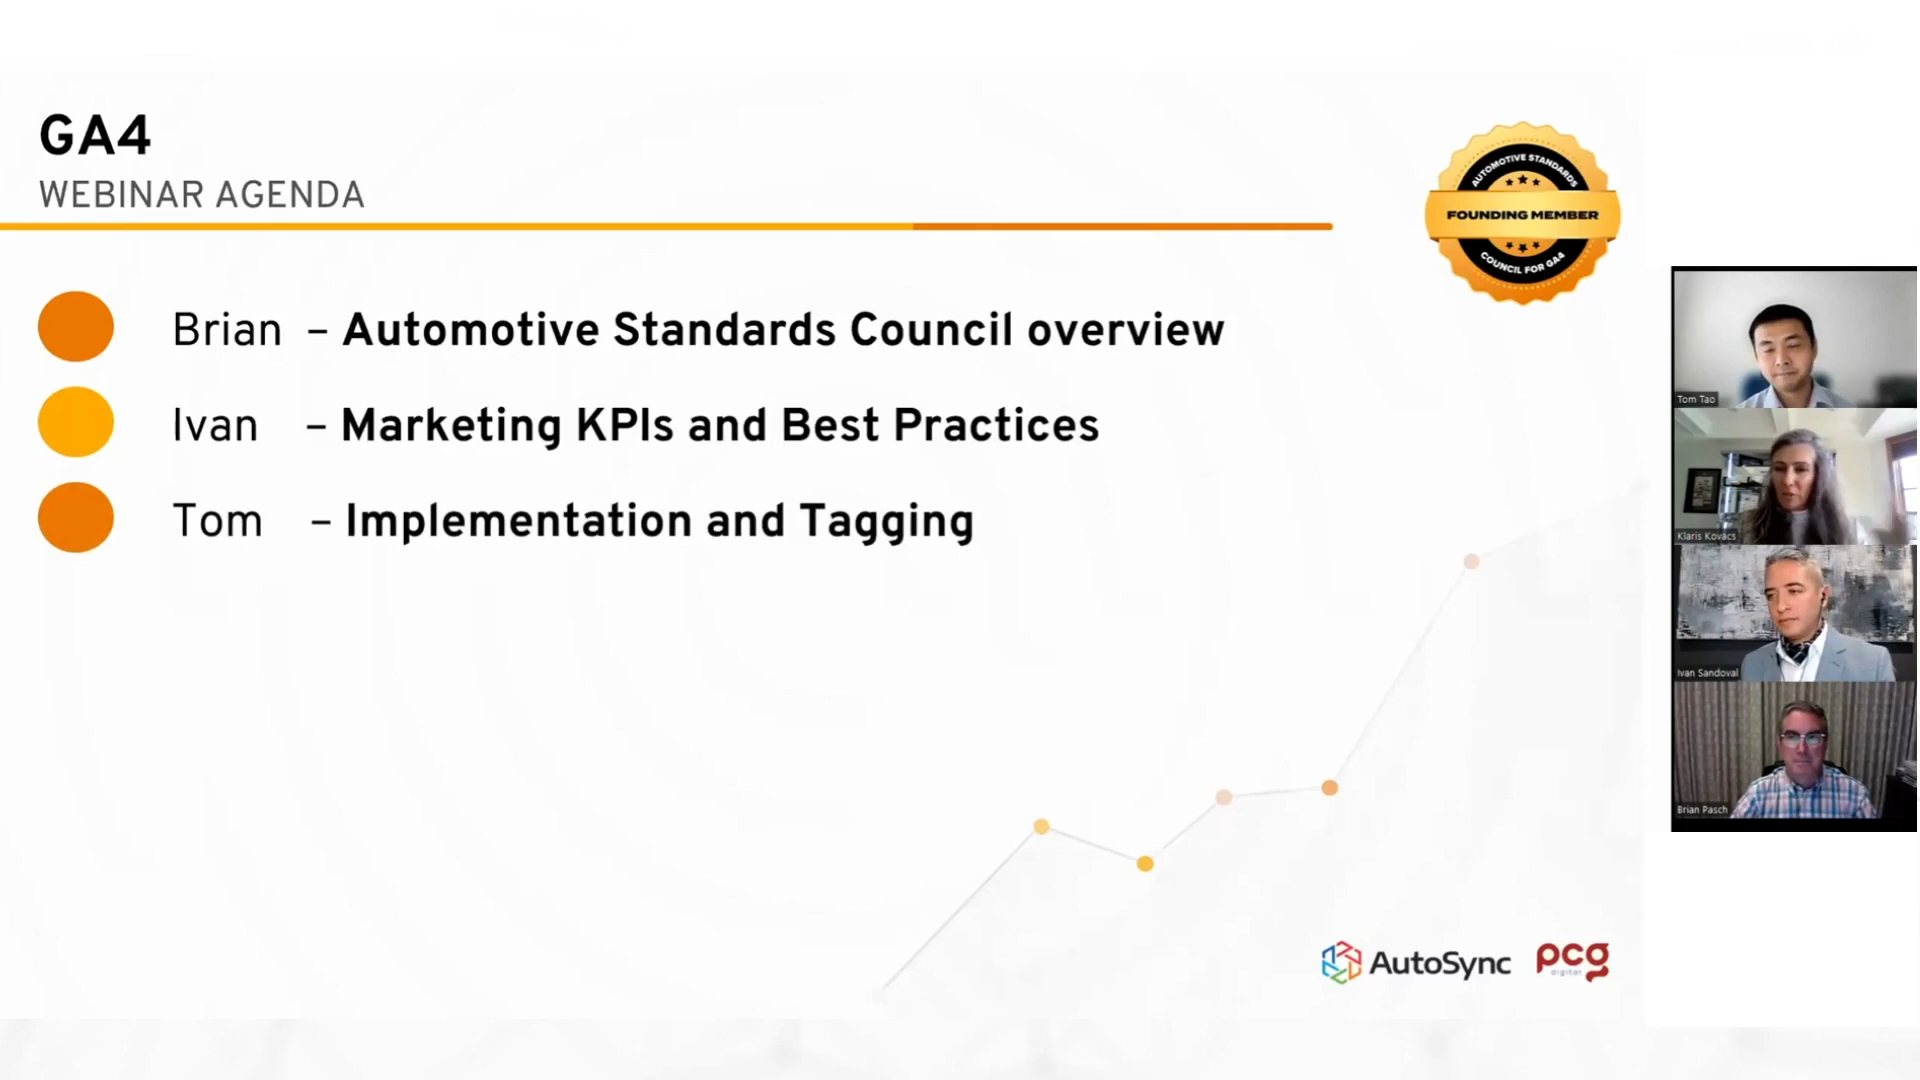 GA4
WEBINAR AGENDA
AUTOMOTIVE STANDARDS
FOUNDING MEMBER
COUNCIL FOR GA4
Brian – Automotive Standards Council overview
Ivan – Marketing KPIs and Best Practices
Tom – Implementation and Tagging
Tom Tao
Klaris Kovacs
Ivan Sandoval
Brian Pasch
AutoSync
pcg
digital